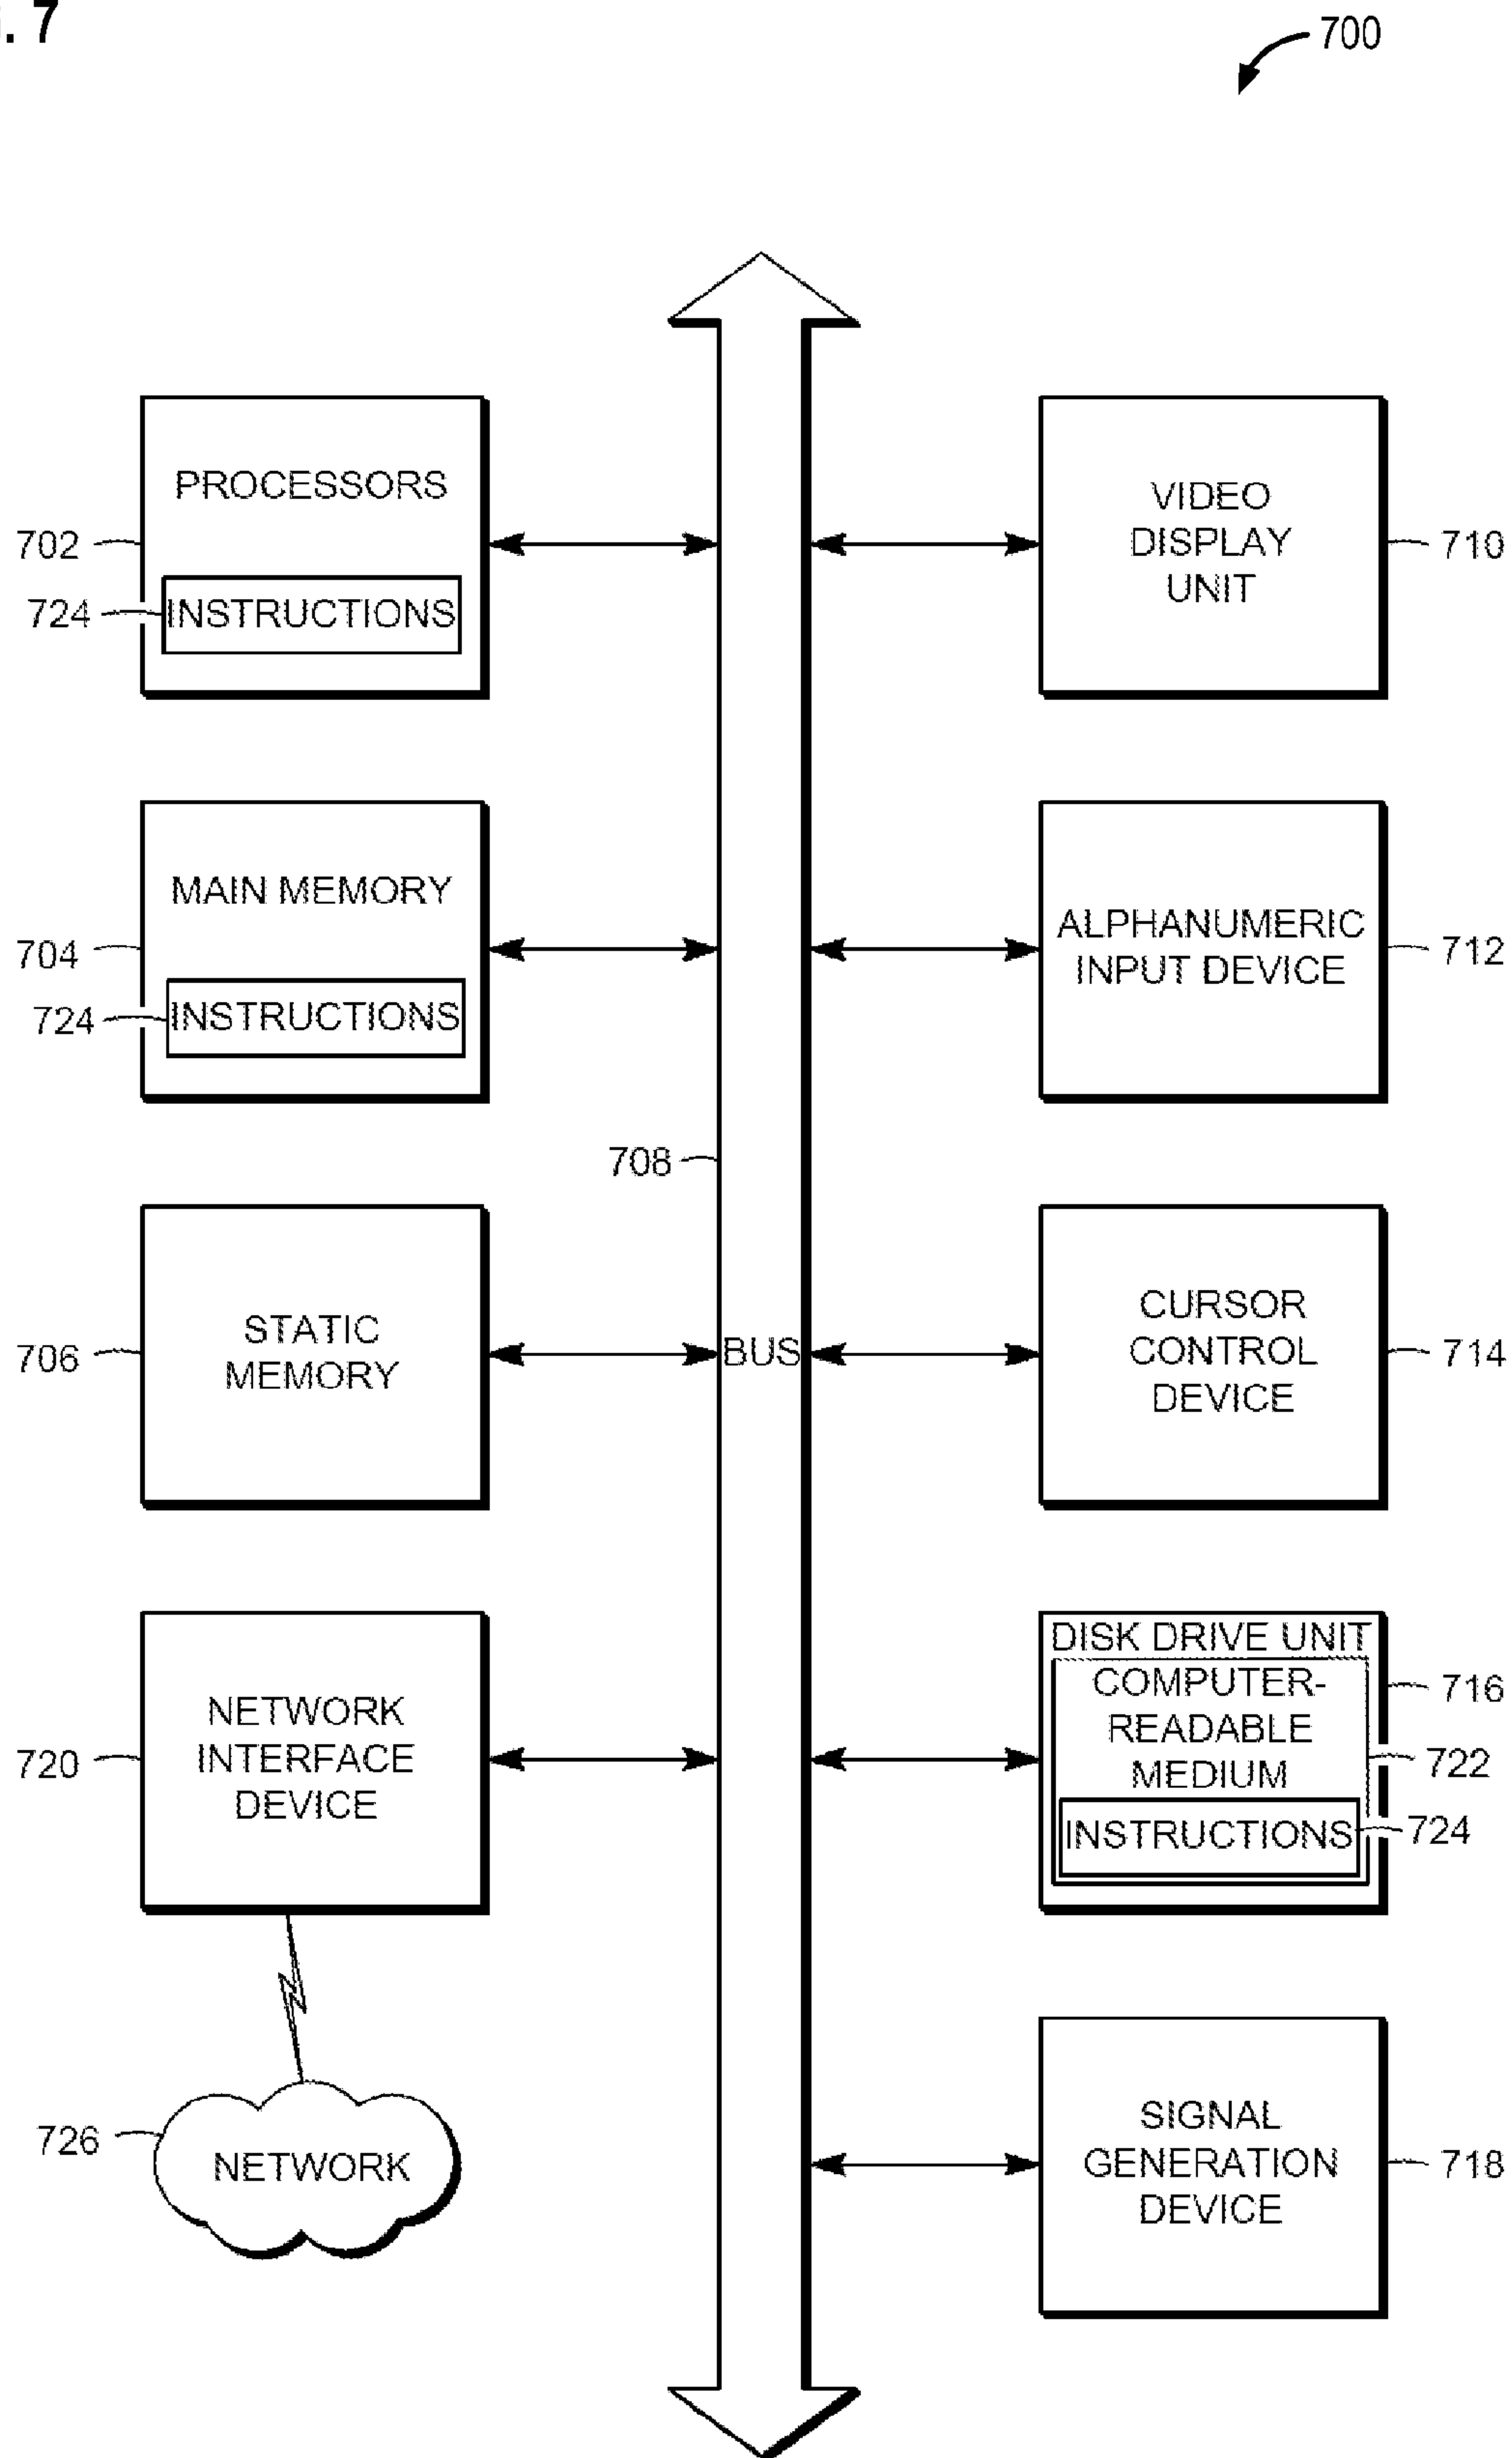 . 7
700
PROCESSORS
702
724
INSTRUCTIONS
MAIN MEMORY
704
724
INSTRUCTIONS
708
STATIC
MEMORY
706
BUS
NETWORK
INTERFACE
DEVICE
720
726
NETWORK
VIDEO
DISPLAY
UNIT
710
ALPHANUMERIC
INPUT DEVICE
712
CURSOR
CONTROL
DEVICE
714
DISK DRIVE UNIT
716
COMPUTER-
READABLE
MEDIUM
722
INSTRUCTIONS
724
SIGNAL
GENERATION
DEVICE
718